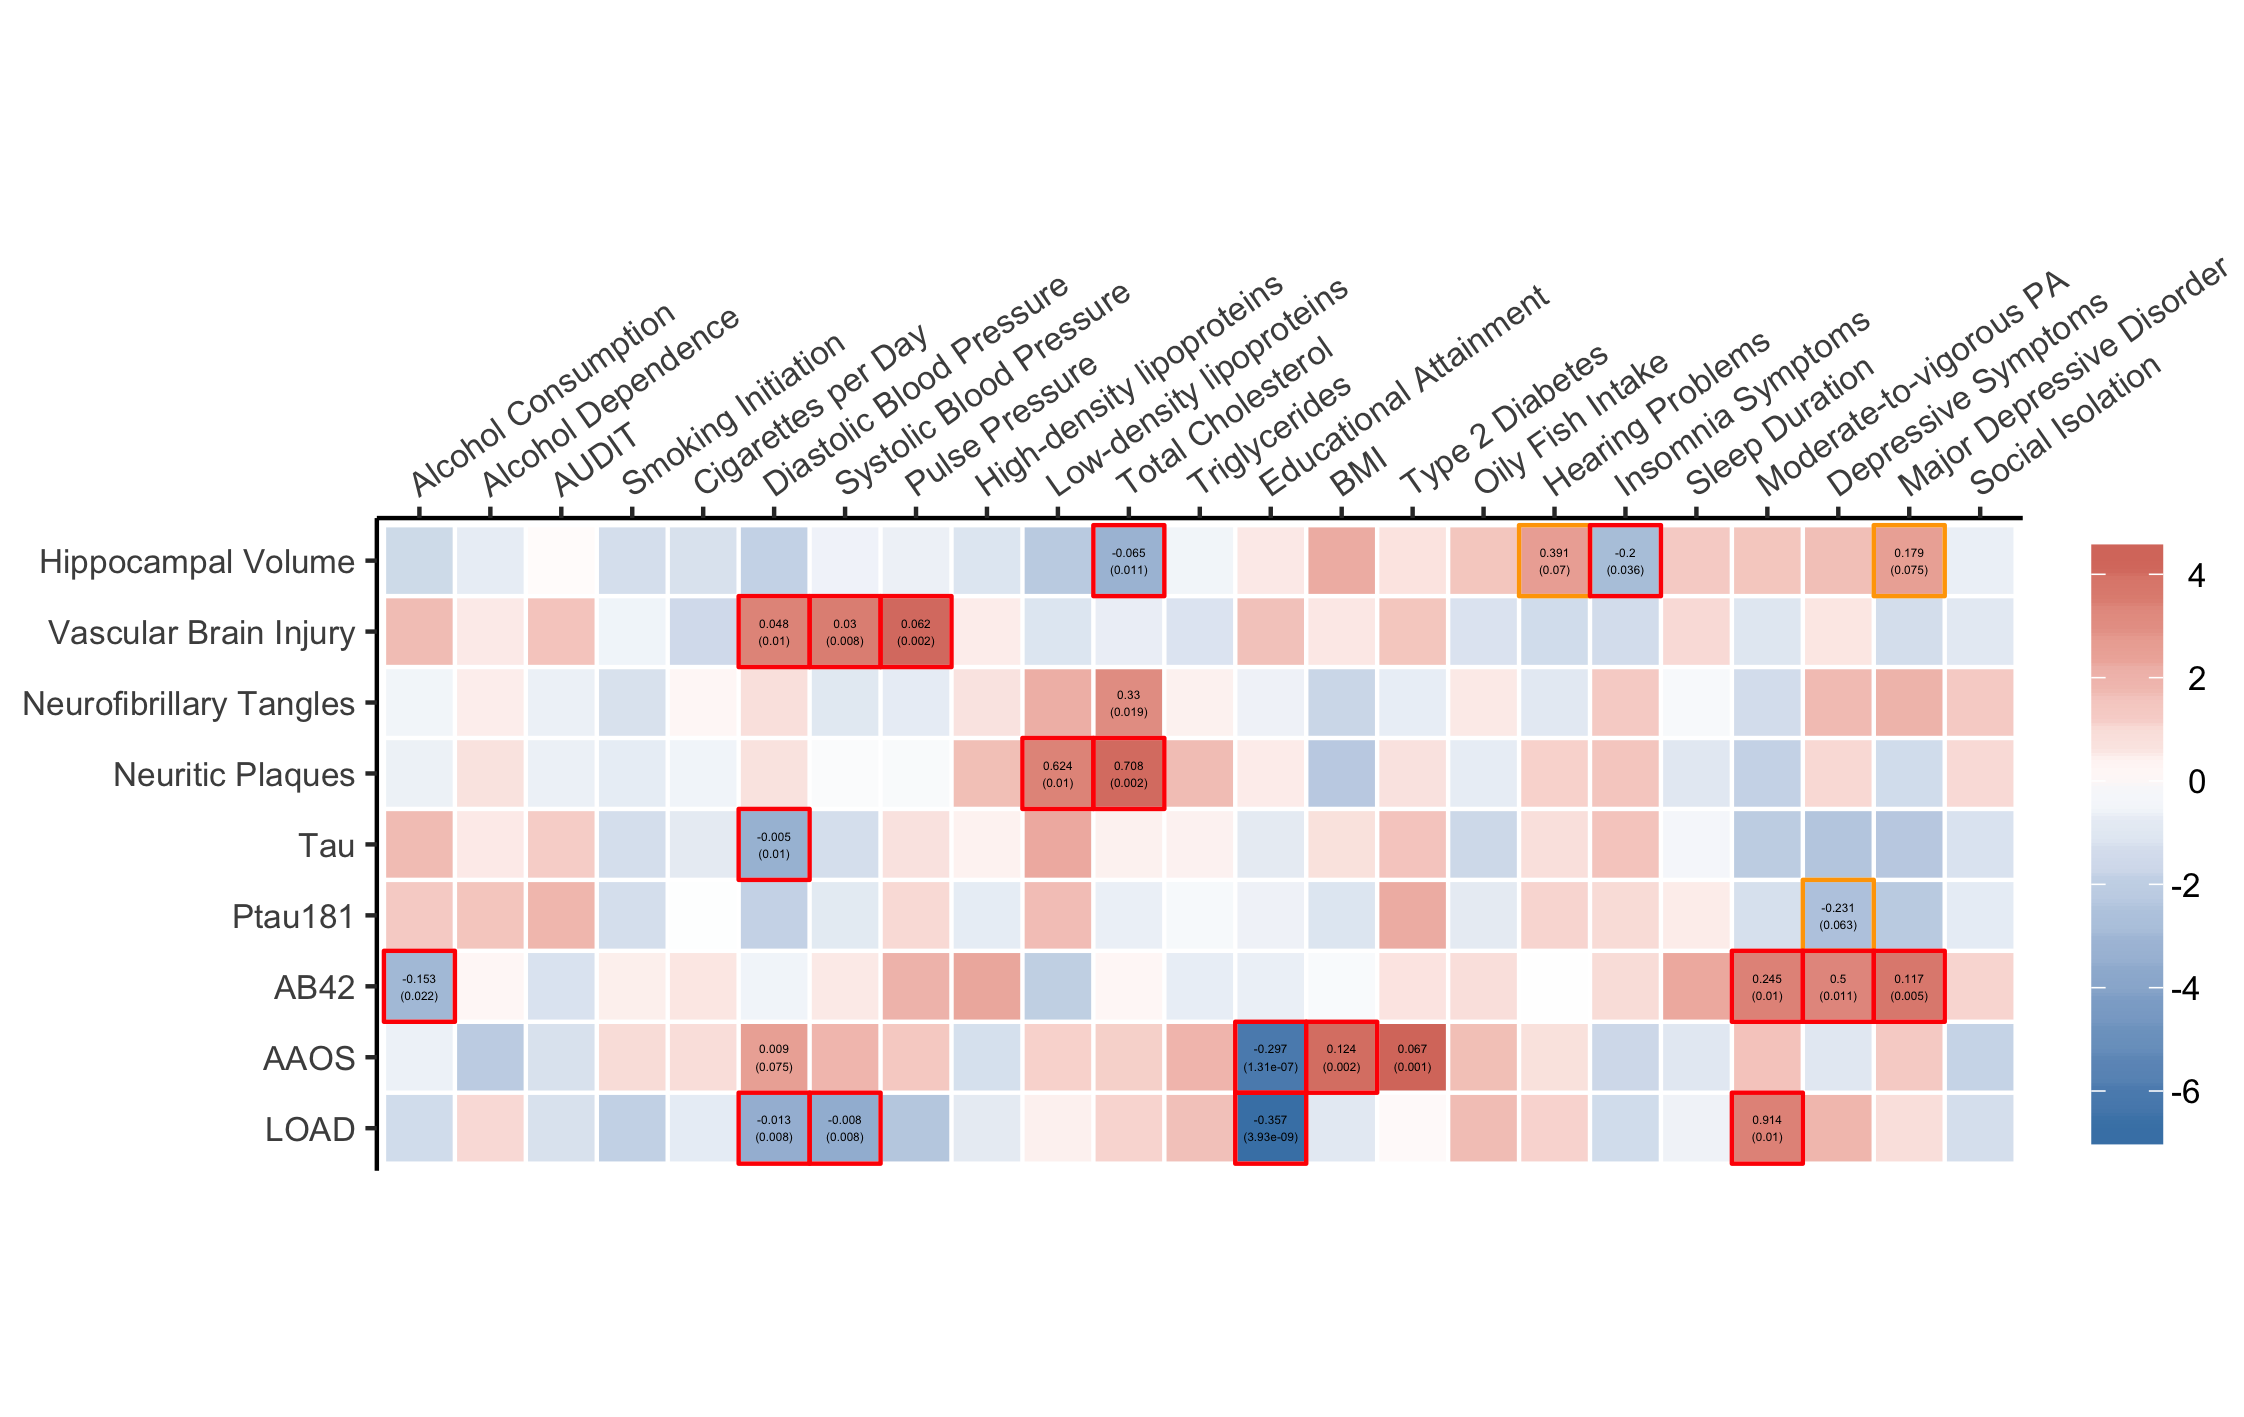 Alcohol Consumption
Alcohol Dependence
AUDIT
Smoking Initiation
Cigarettes per Day
Diastolic Blood Pressure
Systolic Blood Pressure
Pulse Pressure
High-density lipoproteins
Low-density lipoproteins
Total Cholesterol
Triglycerides
Educational Attainment
BMI
Type 2 Diabetes
Oily Fish Intake
Hearing Problems
Insomnia Symptoms
Sleep Duration
Moderate-to-vigorous PA
Depressive Symptoms
Major Depressive Disorder
Social Isolation
Hippocampal Volume
-0.065
(0.011)
0.391
(0.07)
-0.2
(0.036)
0.179
(0.075)
Vascular Brain Injury
0.048
(0.01)
0.03
(0.008)
0.062
(0.002)
Neurofibrillary Tangles
0.33
(0.019)
Neuritic Plaques
0.624
(0.01)
0.708
(0.002)
Tau
-0.005
(0.01)
Ptau181
-0.231
(0.063)
AB42
-0.153
(0.022)
0.245
(0.01)
0.5
(0.011)
0.117
(0.005)
AAOS
0.009
(0.075)
-0.297
(1.31e-07)
0.124
(0.002)
0.067
(0.001)
LOAD
-0.013
(0.008)
-0.008
(0.008)
-0.357
(3.93e-09)
0.914
(0.01)
4
2
0
-2
-4
-6